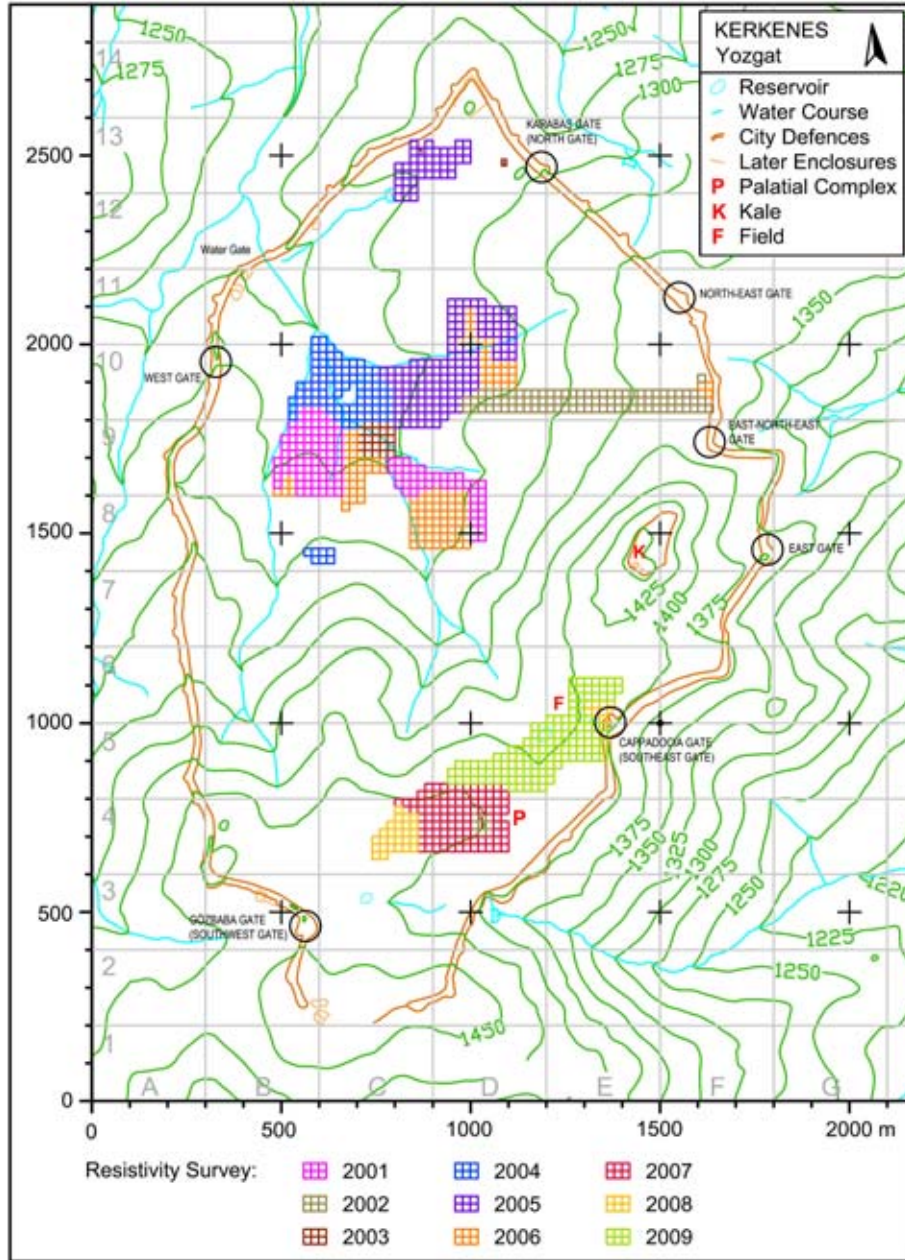 KERKENES
Yozgat
Reservoir
Water Course
City Defences
Later Enclosures
P Palatial Complex
K Kale
F Field
1250
1275
1250
1275
1300
14
13
2500
KARABAŞ GATE
(NORTH GATE)
12
Water Gate
11
NORTH-EAST GATE
1350
2000
10
WEST GATE
9
EAST-NORTH-EAST
GATE
8
1500
K
EAST GATE
7
1425
1400
1375
6
F
1000
5
CAPPADOCIA GATE
(SOUTHEAST GATE)
4
P
1375
1350
1325
1300
1275
1250
1220
3
500
GÖZBABA GATE
(SOUTHWEST GATE)
1225
2
1250
1
1450
A B C D E F G
0
0 500 1000 1500 2000 m
Resistivity Survey:
2001 2004 2007
2002 2005 2008
2003 2006 2009